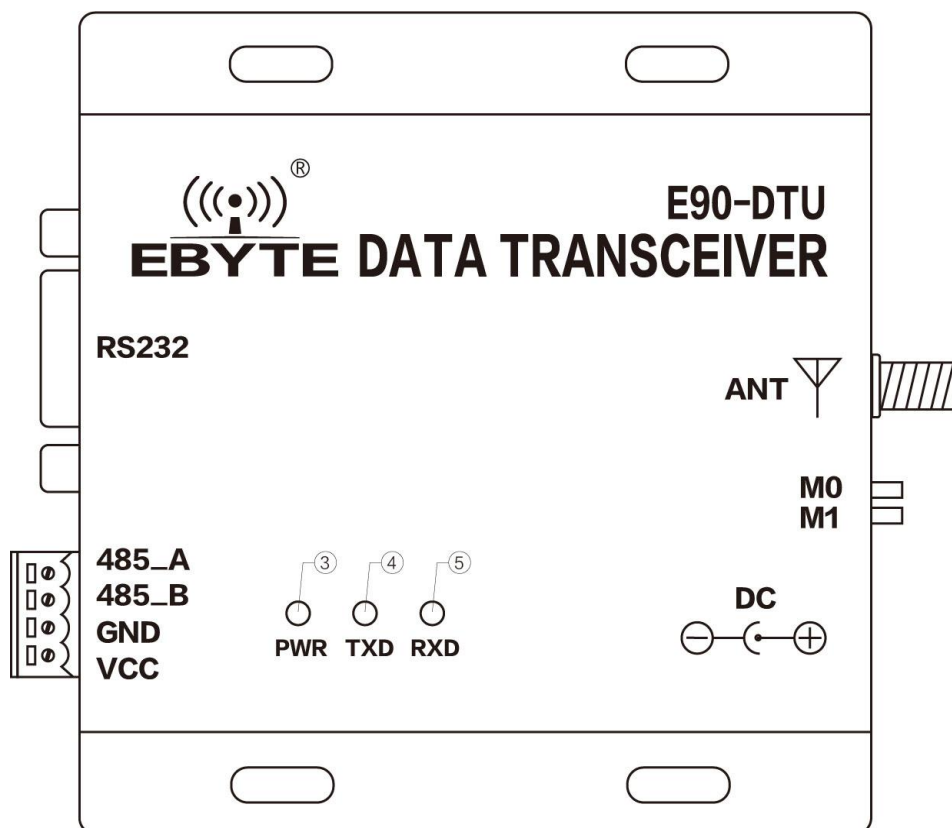 ®
E90-DTU
EBYTE DATA TRANSCEIVER
RS232
ANT
M0
M1
485_A
485_B
GND
VCC
③ ④ ⑤
PWR TXD RXD
DC